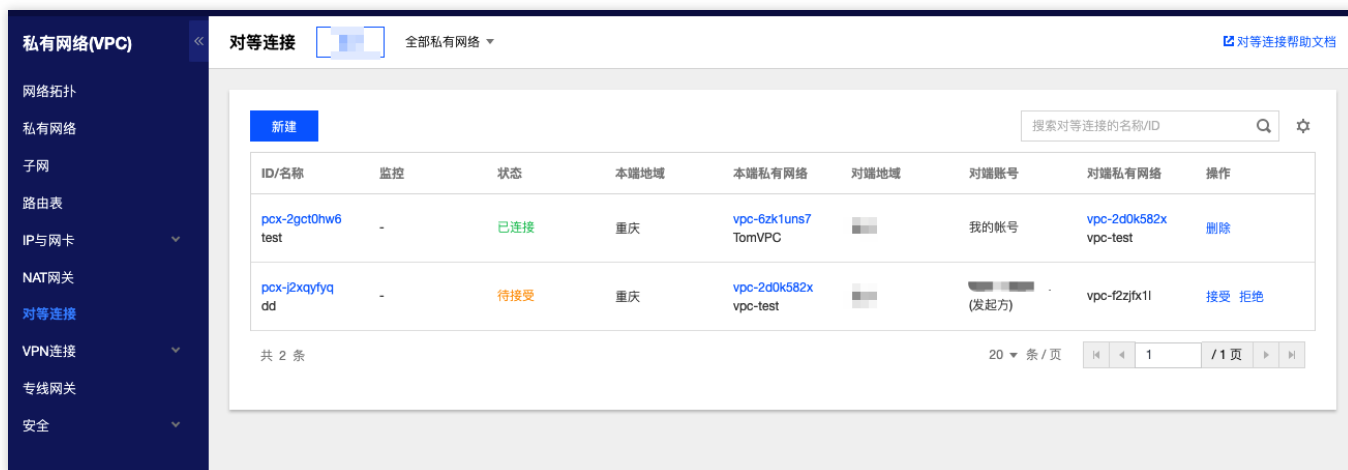 私有网络(VPC)
对等连接
全部私有网络
对等连接帮助文档
网络拓扑
私有网络
子网
路由表
IP与网卡
NAT网关
对等连接
VPN连接
专线网关
安全
新建
搜索对等连接的名称/ID
ID/名称 监控 状态 本端地域 本端私有网络 对端地域 对端账号 对端私有网络 操作
pcx-2gct0hw6 - 已连接 重庆 vpc-6zk1uns7 我的帐号 vpc-2d0k582x 删除
test TomVPC vpc-test
pcx-j2xqyfyq - 待接受 重庆 vpc-2d0k582x vpc-f2zjfx1l 接受 拒绝
dd vpc-test (发起方)
共 2 条
20 条 / 页 1 / 1 页